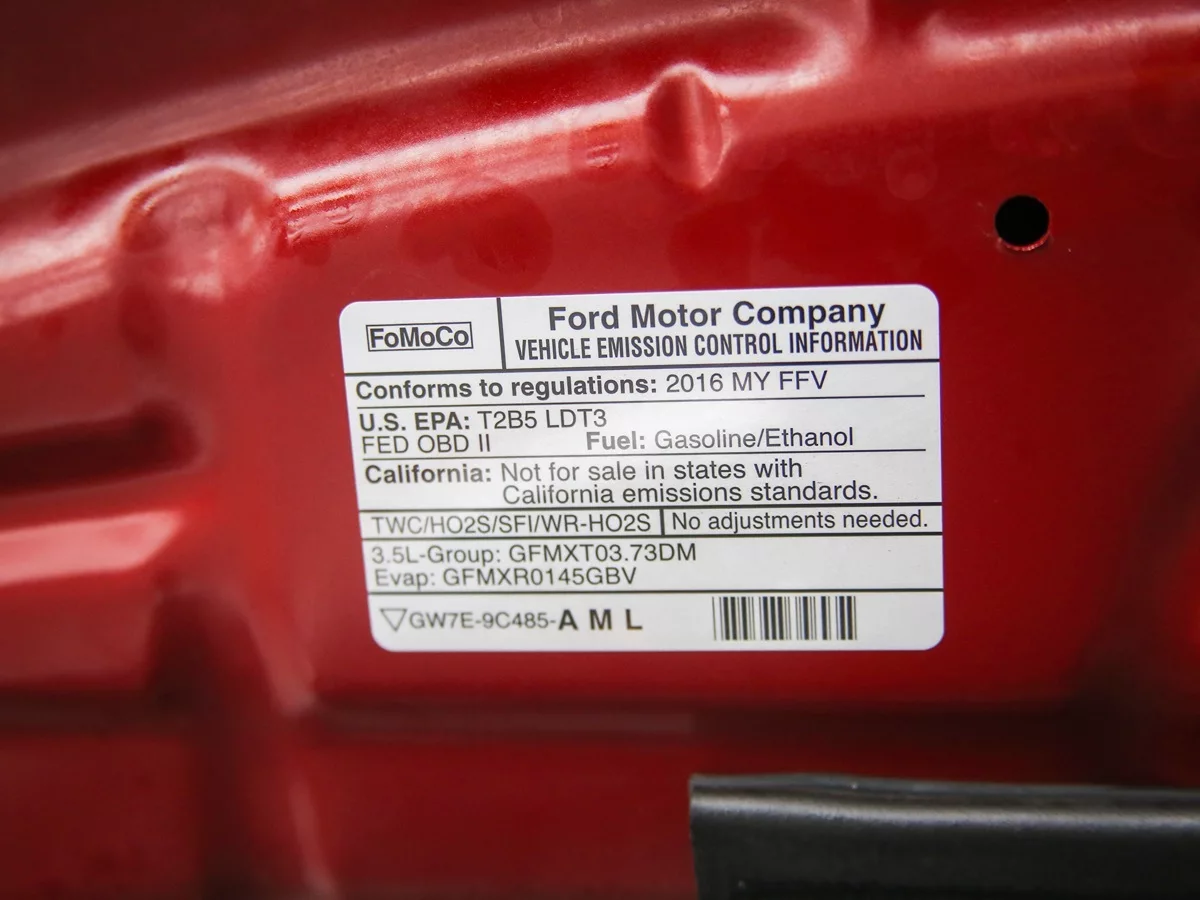 FoMoCo
Ford Motor Company
VEHICLE EMISSION CONTROL INFORMATION
Conforms to regulations: 2016 MY FFV
U.S. EPA: T2B5 LDT3
FED OBD II Fuel: Gasoline/Ethanol
California: Not for sale in states with
California emissions standards.
TWC/HO2S/SFI/WR-HO2S No adjustments needed.
3.5L-Group: GFMXT03.73DM
Evap: GFMXR0145GBV
GW7E-9C485-A M L